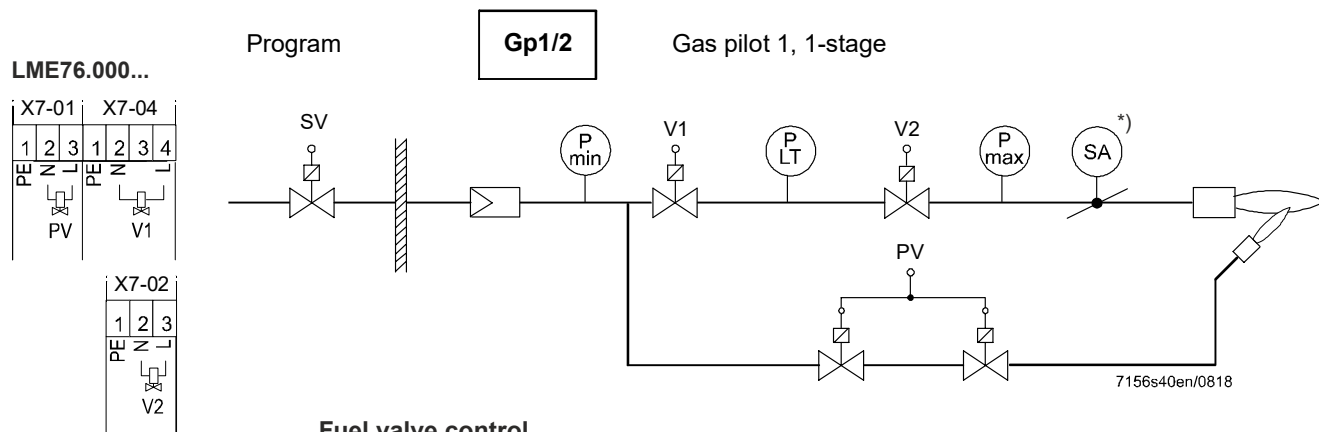 Program
Gp1/2
Gas pilot 1, 1-stage
LME76.000...
X7-01 X7-04
1 2 3 1 2 3 4
PE N L PE N L
PV V1
X7-02
1 2 3
PE N L
V2
SV
P min
V1
P LT
V2
P max
SA *)
PV
7156s40en/0818
Fuel valve control